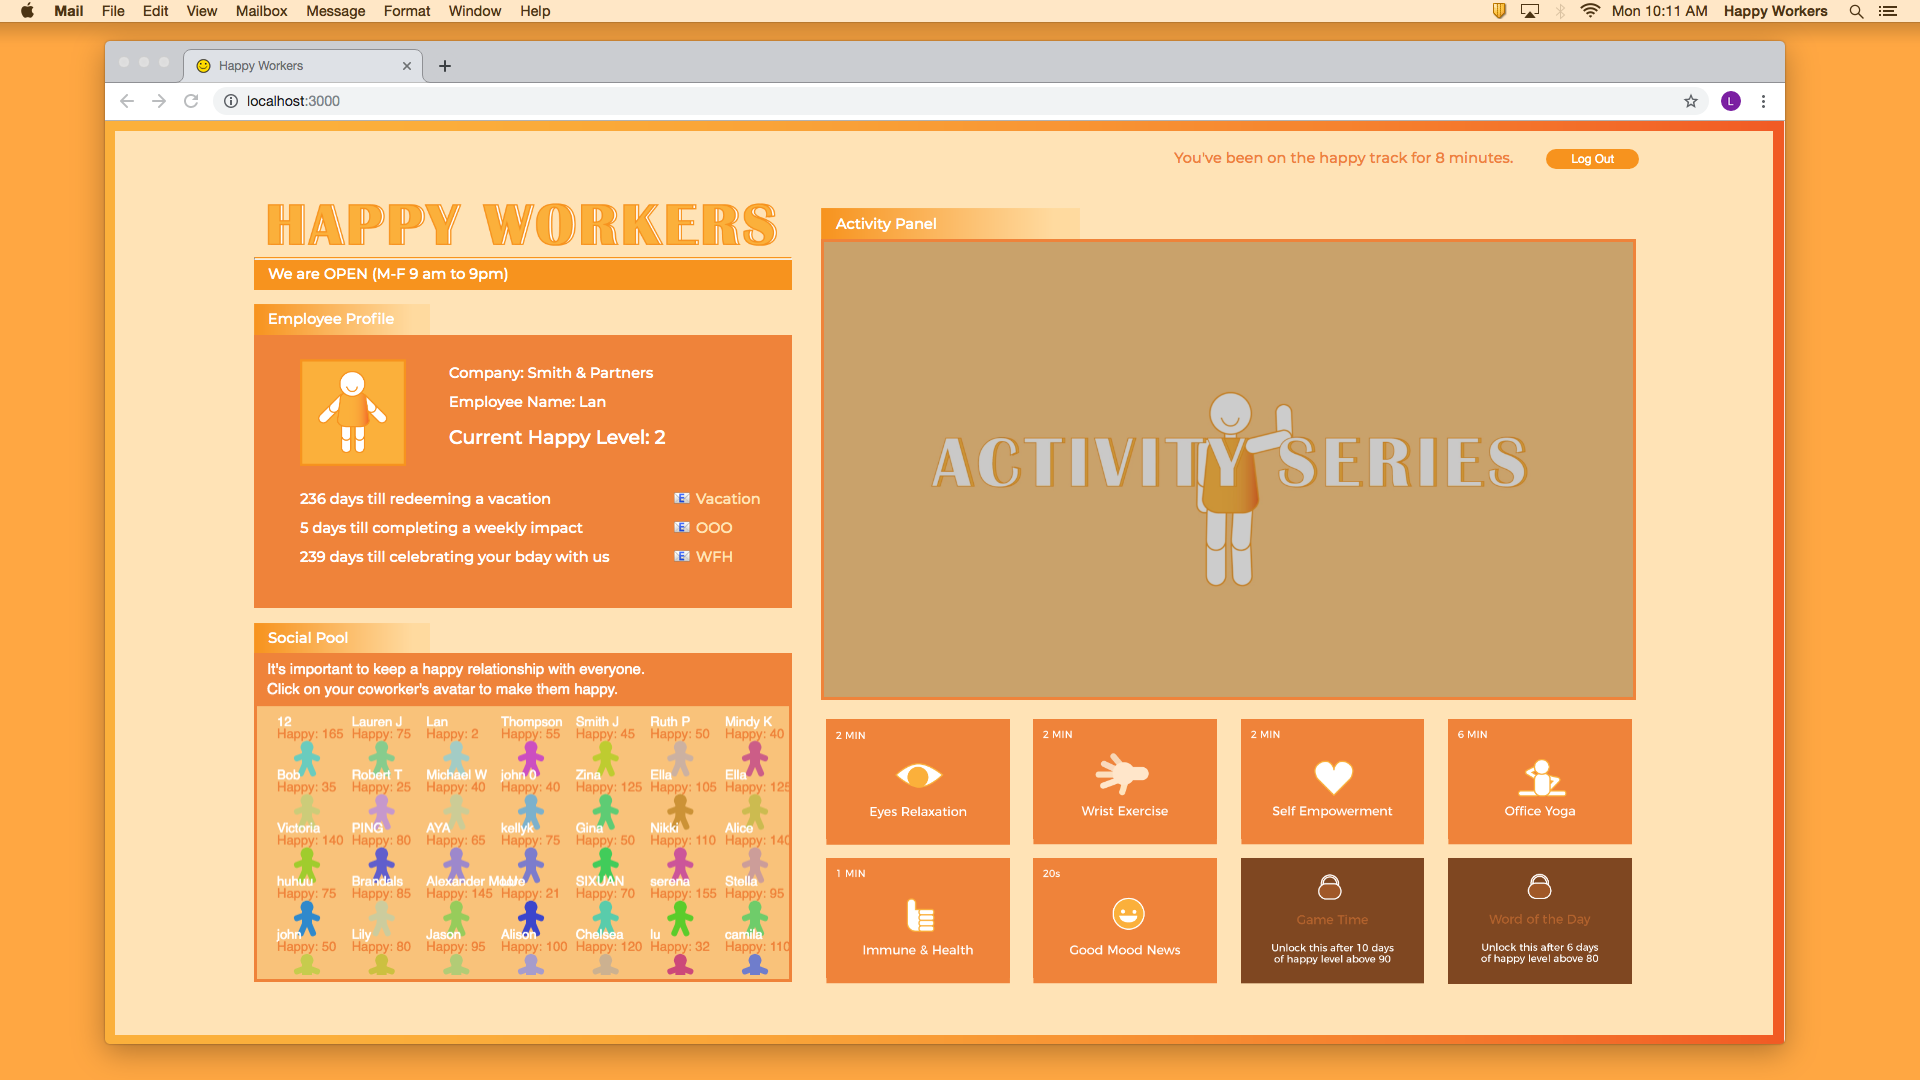 Mail File Edit View Mailbox Message Format Window Help
Mon 10:11 AM Happy Workers
Happy Workers
localhost:3000
L
You've been on the happy track for 8 minutes.
Log Out
HAPPY WORKERS
We are OPEN (M-F 9 am to 9pm)
Employee Profile
Company: Smith & Partners
Employee Name: Lan
Current Happy Level: 2
236 days till redeeming a vacation
Vacation
5 days till completing a weekly impact
OOO
239 days till celebrating your bday with us
WFH
Social Pool
It's important to keep a happy relationship with everyone.
Click on your coworker's avatar to make them happy.
12 Lauren J Lan Thompson Smith J Ruth P Mindy K
Happy: 165 Happy: 75 Happy: 2 Happy: 55 Happy: 45 Happy: 50 Happy: 40
Bob Robert T Michael W john 0 Zina Ella Ella
Happy: 35 Happy: 25 Happy: 40 Happy: 40 Happy: 125 Happy: 105 Happy: 125
Victoria PING AYA kellyk Gina Nikki Alice
Happy: 140 Happy: 80 Happy: 65 Happy: 75 Happy: 50 Happy: 110 Happy: 140
huhuu Brandals Alexander SIXUAN serena Stella
Happy: 75 Happy: 85 Happy: 145 Happy: 21 Happy: 70 Happy: 155 Happy: 95
john Lily Jason Alison Chelsea lu camila
Happy: 50 Happy: 80 Happy: 95 Happy: 100 Happy: 120 Happy: 32 Happy: 110
Activity Panel
ACTIVITY SERIES
2 MIN
Eyes Relaxation
2 MIN
Wrist Exercise
2 MIN
Self Empowerment
6 MIN
Office Yoga
1 MIN
Immune & Health
20s
Good Mood News
Game Time
Unlock this after 10 days
of happy level above 90
Word of the Day
Unlock this after 6 days
of happy level above 80